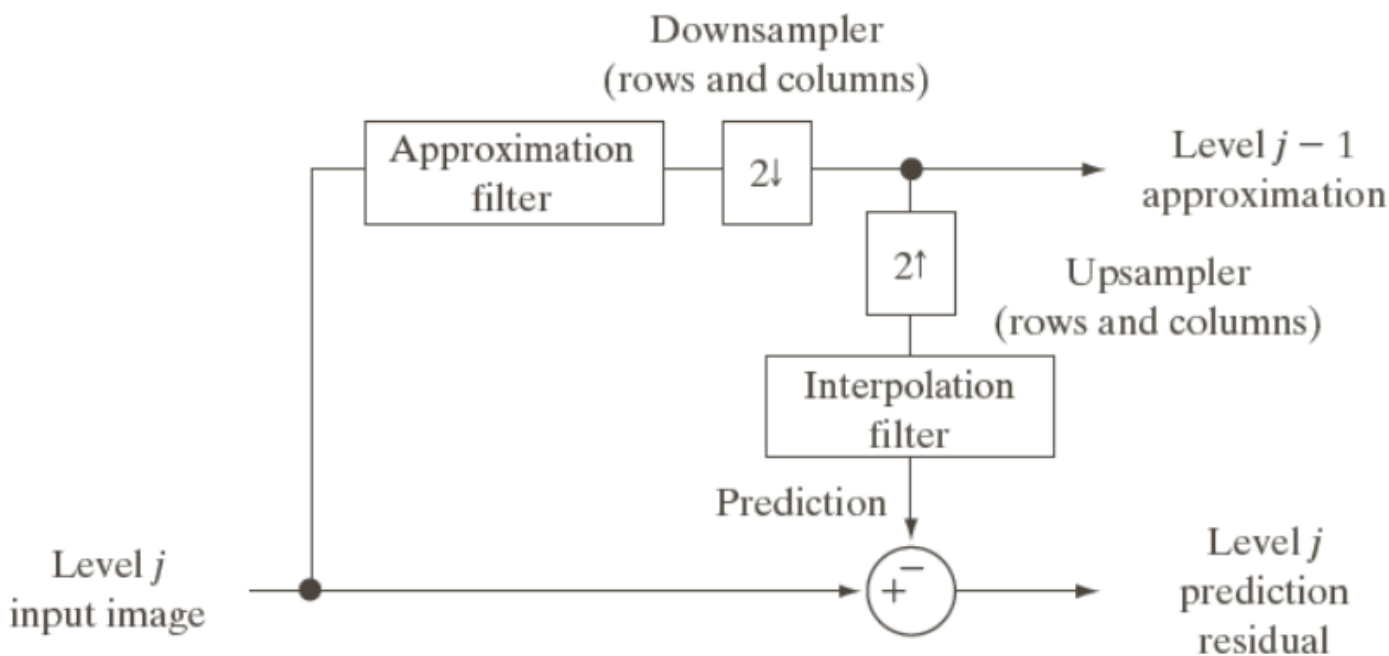 Downsampler
(rows and columns)
Approximation
filter
2↓
Level j − 1
approximation
2↑
Upsampler
(rows and columns)
Interpolation
filter
Prediction
Level j
input image
+
−
Level j
prediction
residual